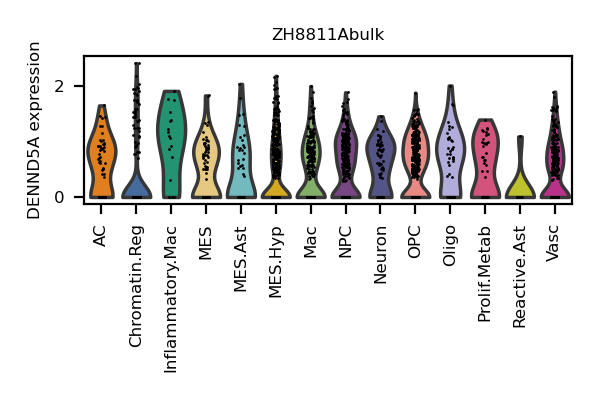 ZH8811Abulk
DENND5A expression
2
0
AC
Chromatin.Reg
Inflammatory.Mac
MES
MES.Ast
MES.Hyp
Mac
NPC
Neuron
OPC
Oligo
Prolif.Metab
Reactive.Ast
Vasc